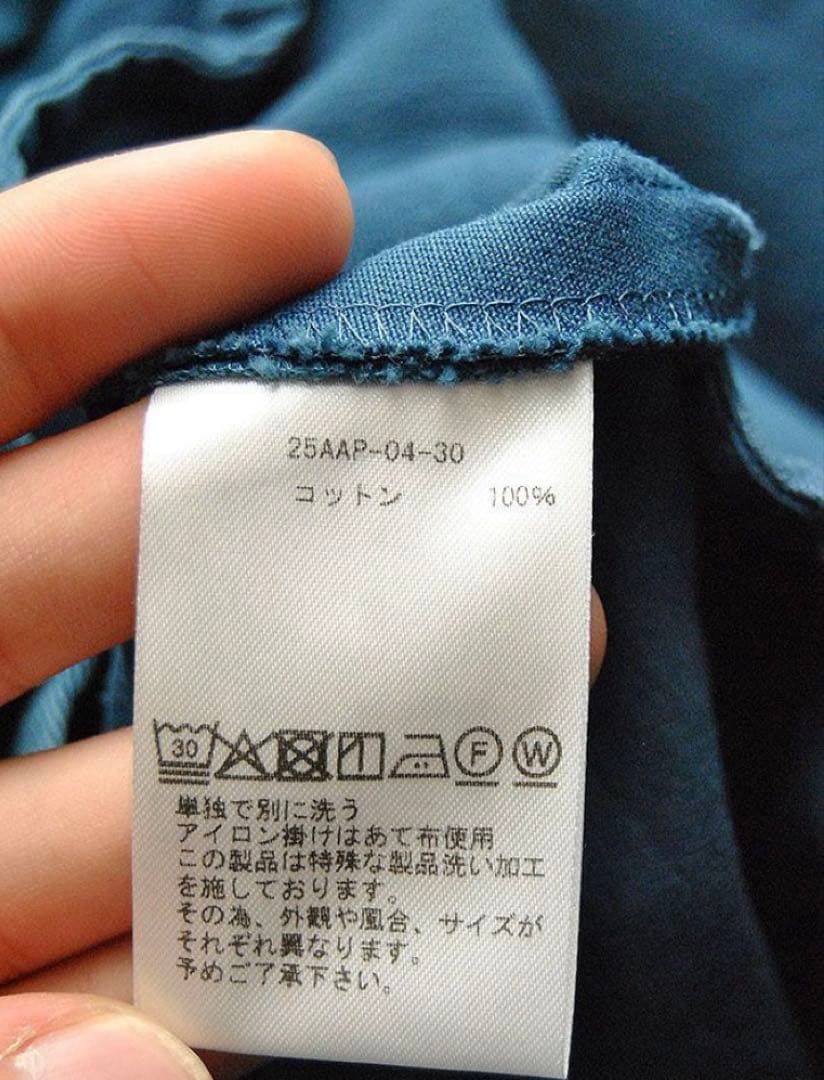 25AAP-04-30
コットン 100%
30 F W
単独で別に洗う
アイロン掛けはあて布使用
この製品は特殊な製品洗い加工
を施しております。
その為、外観や風合、サイズが
それぞれ異なります。
予めご了承下さい。